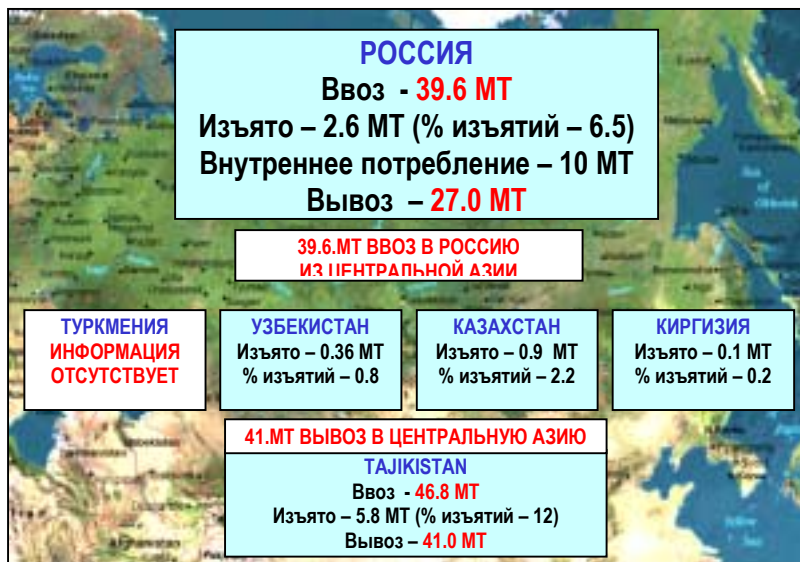 РОССИЯ
Ввоз - 39.6 МТ
Изъято – 2.6 МТ (% изъятий – 6.5)
Внутреннее потребление – 10 МТ
Вывоз – 27.0 МТ
39.6.МТ ВВОЗ В РОССИЮ
ИЗ ЦЕНТРАЛЬНОЙ АЗИИ
ТУРКМЕНИЯ
ИНФОРМАЦИЯ
ОТСУТСТВУЕТ
УЗБЕКИСТАН
Изъято – 0.36 МТ
% изъятий – 0.8
КАЗАХСТАН
Изъято – 0.9 МТ
% изъятий – 2.2
КИРГИЗИЯ
Изъято – 0.1 МТ
% изъятий – 0.2
41.МТ ВЫВОЗ В ЦЕНТРАЛЬНУЮ АЗИЮ
TAJIKISTAN
Ввоз - 46.8 МТ
Изъято – 5.8 МТ (% изъятий – 12)
Вывоз – 41.0 МТ